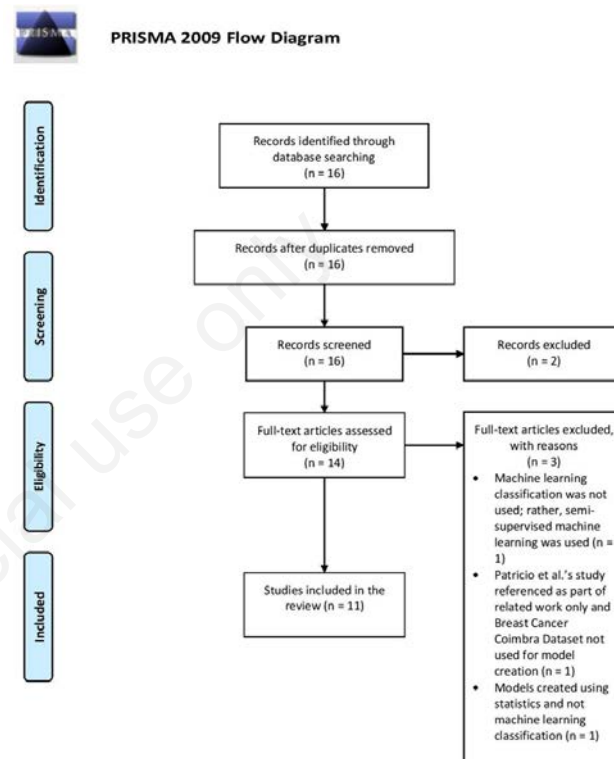 PRISMA
PRISMA 2009 Flow Diagram
Identification
Records identified through
database searching
(n = 16)
Records after duplicates removed
(n = 16)
Screening
Records screened
(n = 16)
Records excluded
(n = 2)
Eligibility
Full-text articles assessed
for eligibility
(n = 14)
Full-text articles excluded,
with reasons
(n = 3)
• Machine learning
classification was not
used; rather, semi-
supervised machine
learning was used (n =
1)
• Patricio et al.'s study
referenced as part of
related work only and
Breast Cancer
Coimbra Dataset not
used for model
creation (n = 1)
• Models created using
statistics and not
machine learning
classification (n = 1)
Included
Studies included in the
review (n = 11)
use only